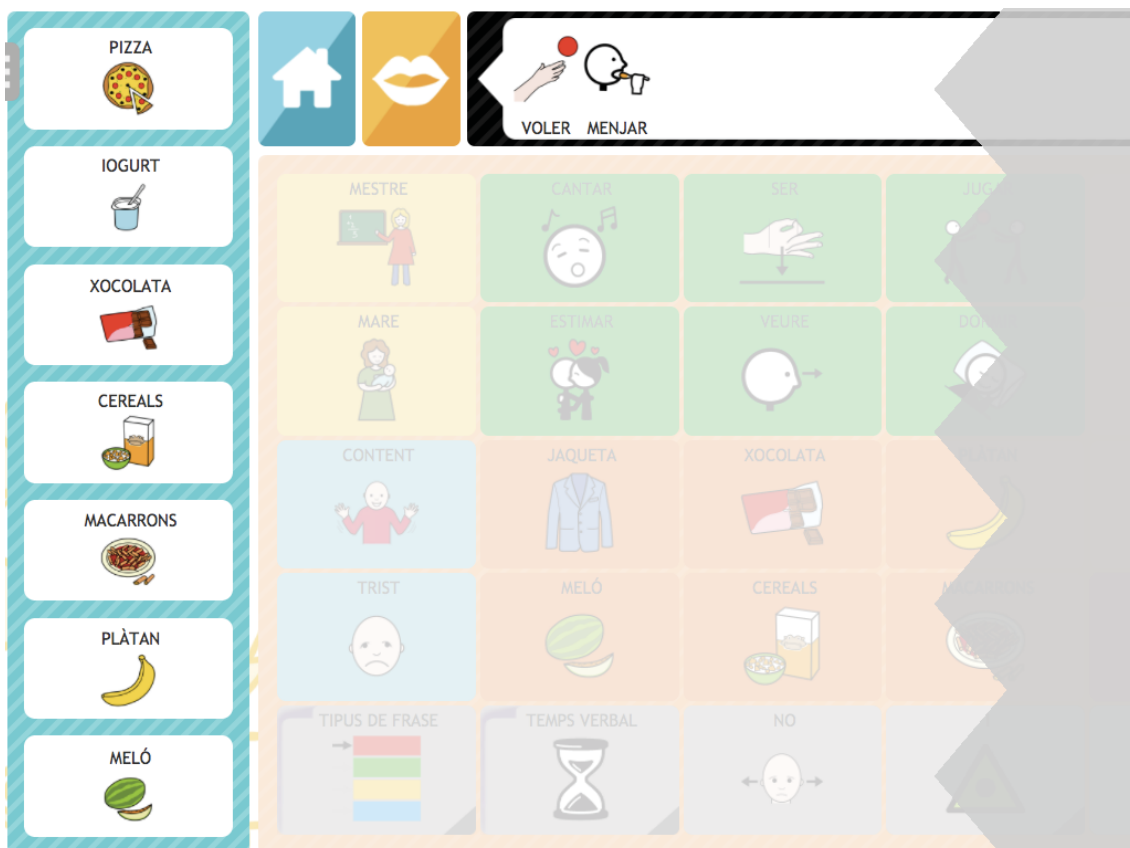 PIZZA
IOGURT
XOCOLATA
CEREALS
MACARRONS
PLÀTAN
MELÓ
VOLER MENJAR
MESTRE CANTAR SER
MARE ESTIMAR VEURE
CONTENT JAQUETA XOCOLATA
TRIST MELÓ CEREALS
TIPUS DE FRASE TEMPS VERBAL NO